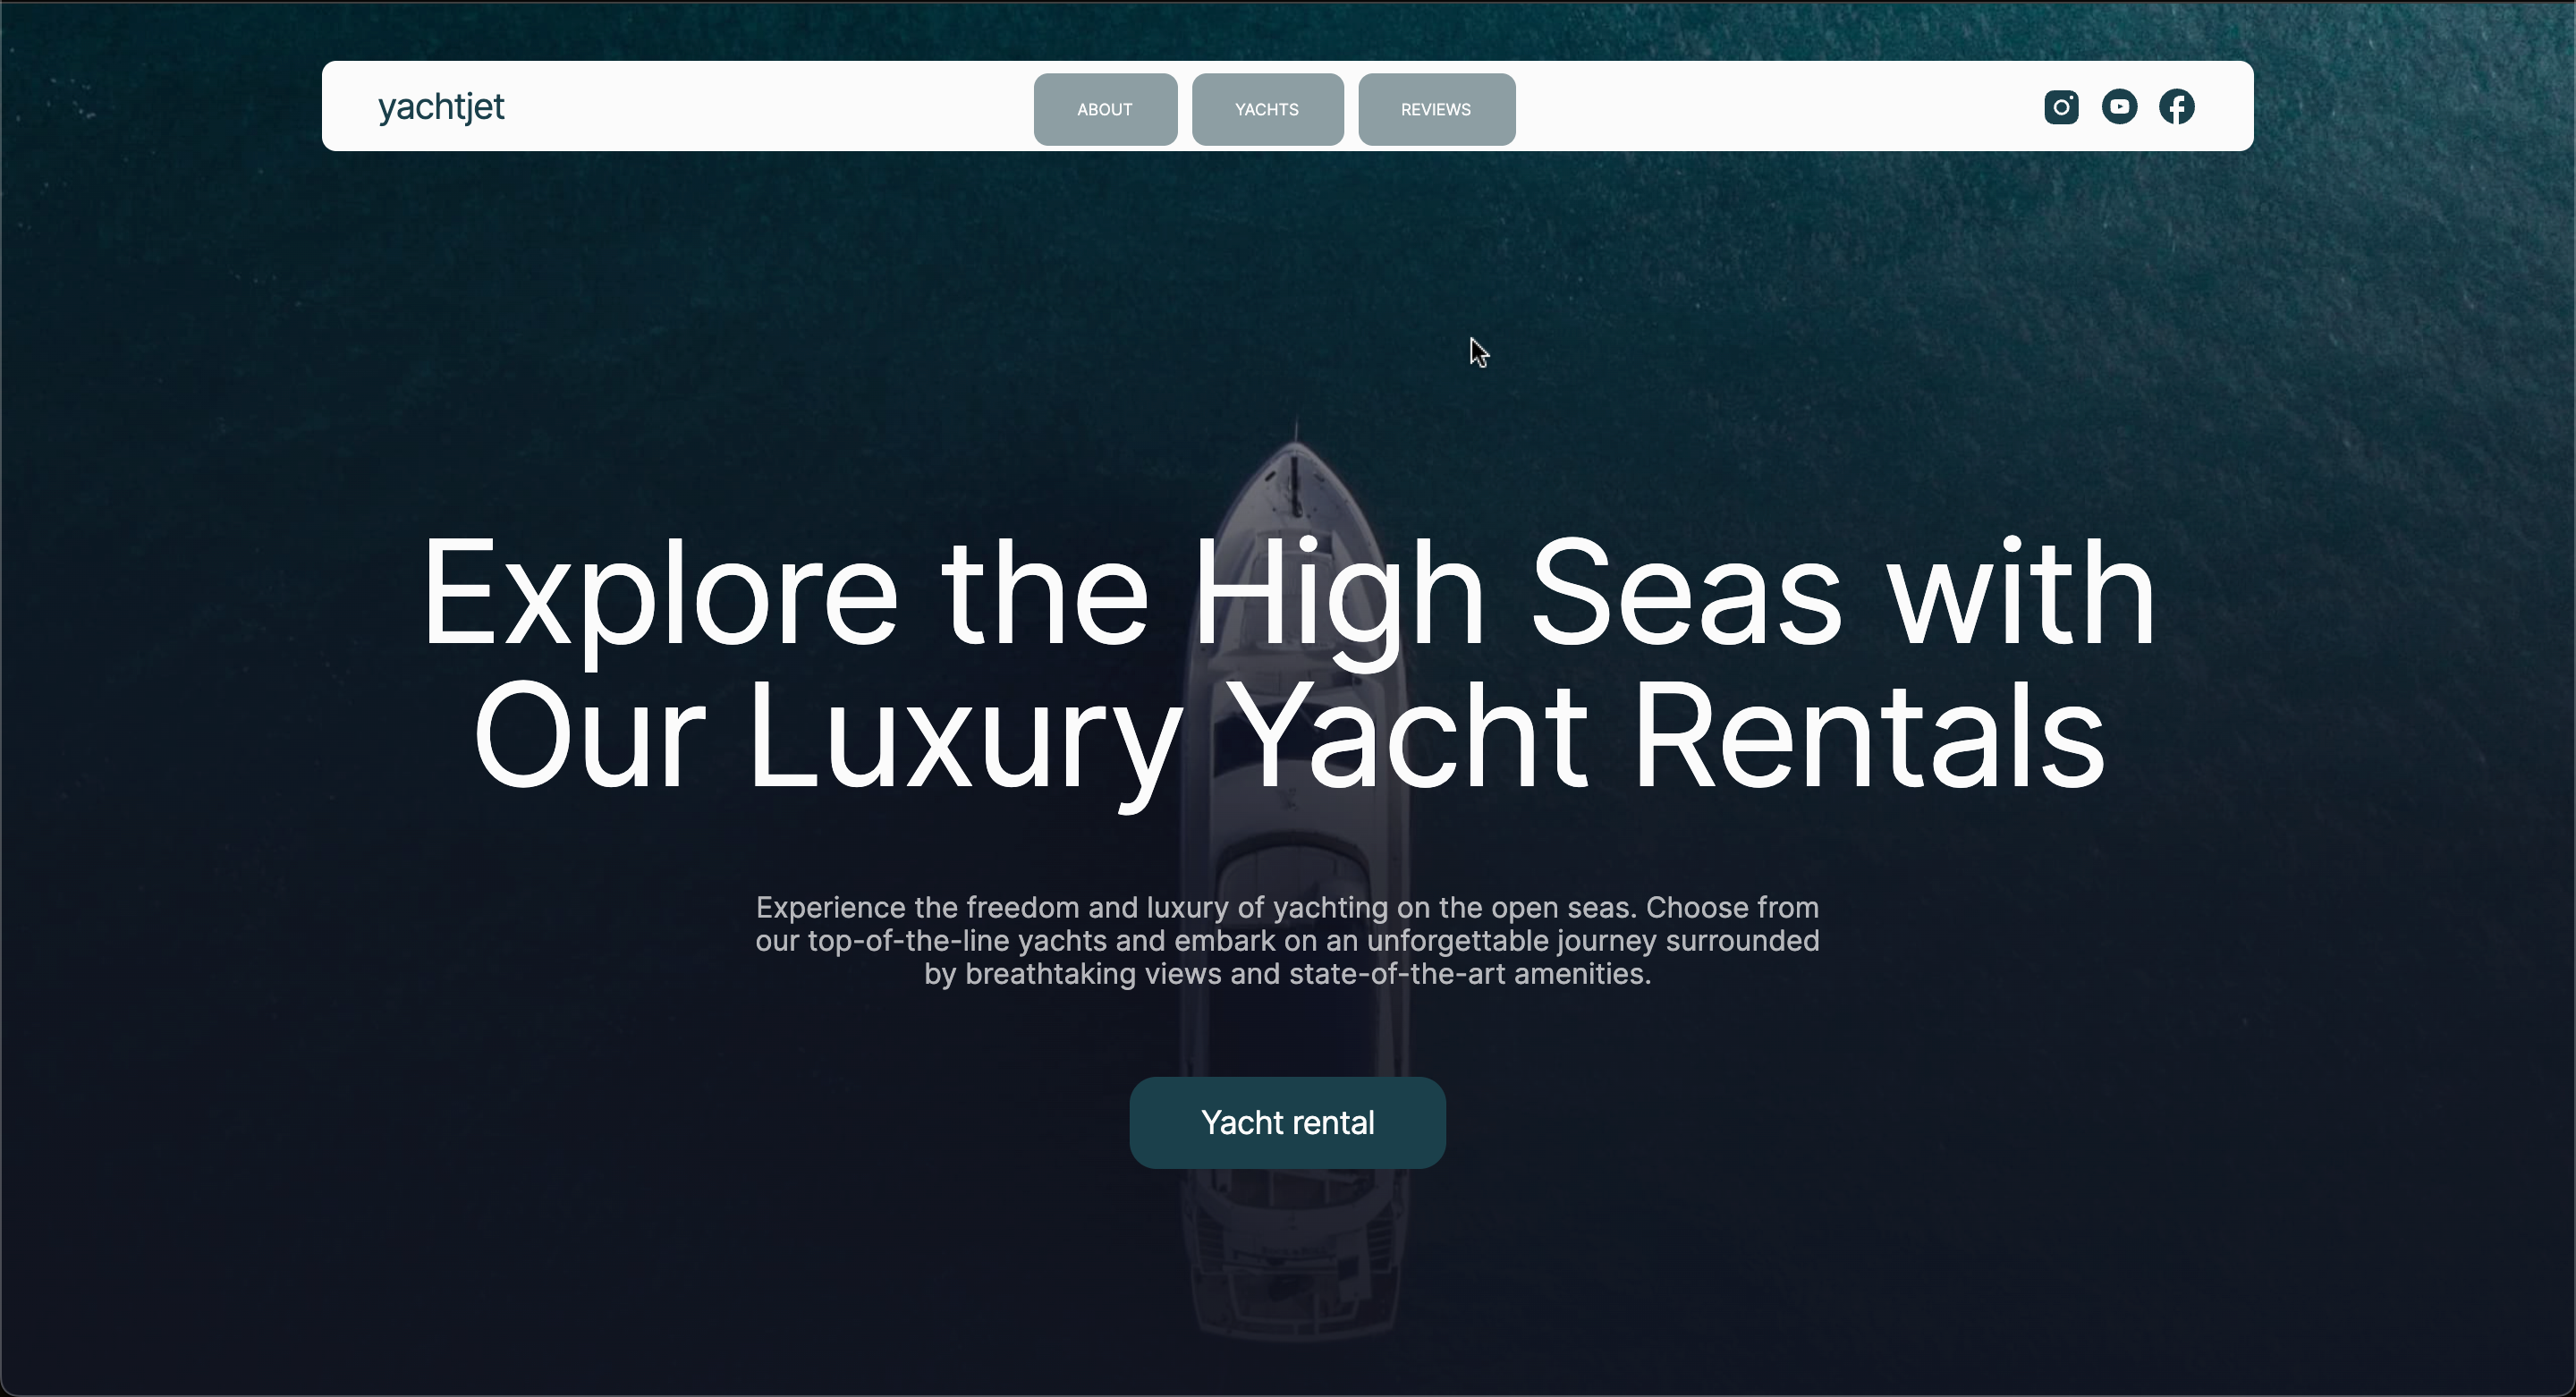 yachtjet
ABOUT
YACHTS
REVIEWS
Explore the High Seas with
Our Luxury Yacht Rentals
Experience the freedom and luxury of yachting on the open seas. Choose from
our top-of-the-line yachts and embark on an unforgettable journey surrounded
by breathtaking views and state-of-the-art amenities.
Yacht rental